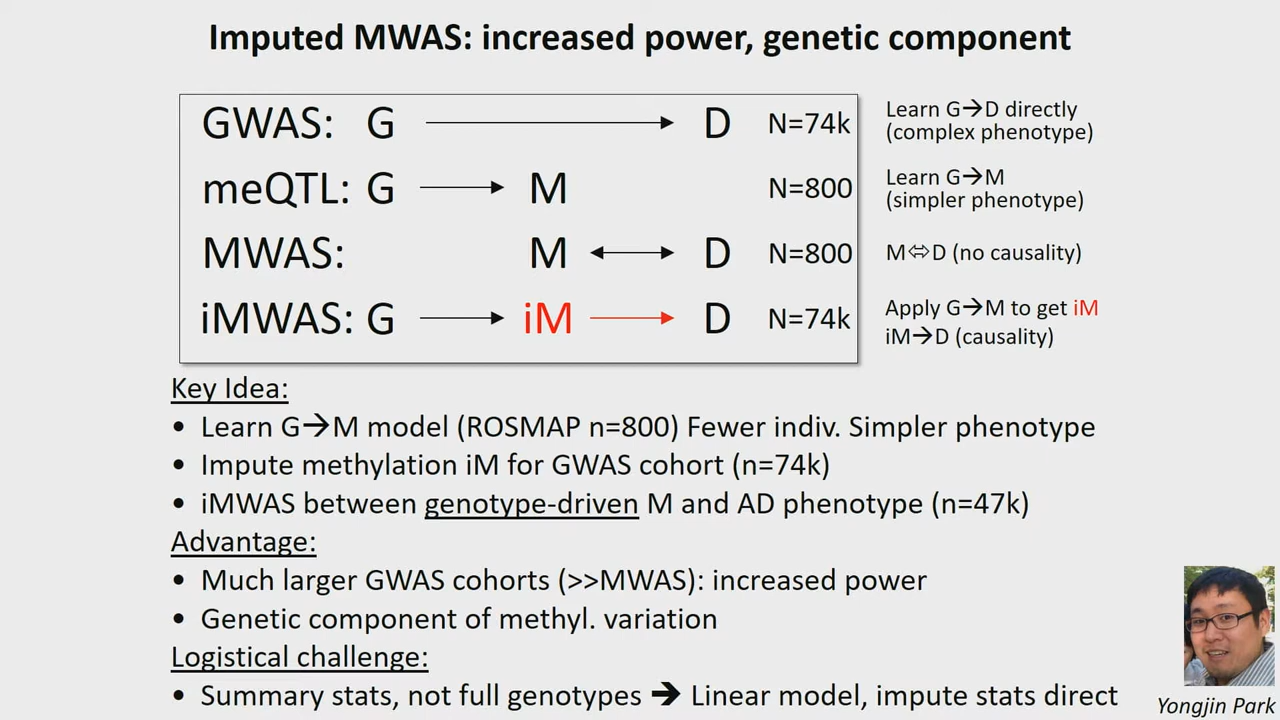 Imputed MWAS: increased power, genetic component
GWAS: G → D N=74k
Learn G→D directly
(complex phenotype)
meQTL: G → M N=800
Learn G→M
(simpler phenotype)
MWAS: M ↔ D N=800
M⇔D (no causality)
iMWAS: G → iM → D N=74k
Apply G→M to get iM
iM→D (causality)
Key Idea:
• Learn G→M model (ROSMAP n=800) Fewer indiv. Simpler phenotype
• Impute methylation iM for GWAS cohort (n=74k)
• iMWAS between genotype-driven M and AD phenotype (n=47k)
Advantage:
• Much larger GWAS cohorts (>>MWAS): increased power
• Genetic component of methyl. variation
Logistical challenge:
• Summary stats, not full genotypes → Linear model, impute stats direct
Yongjin Park